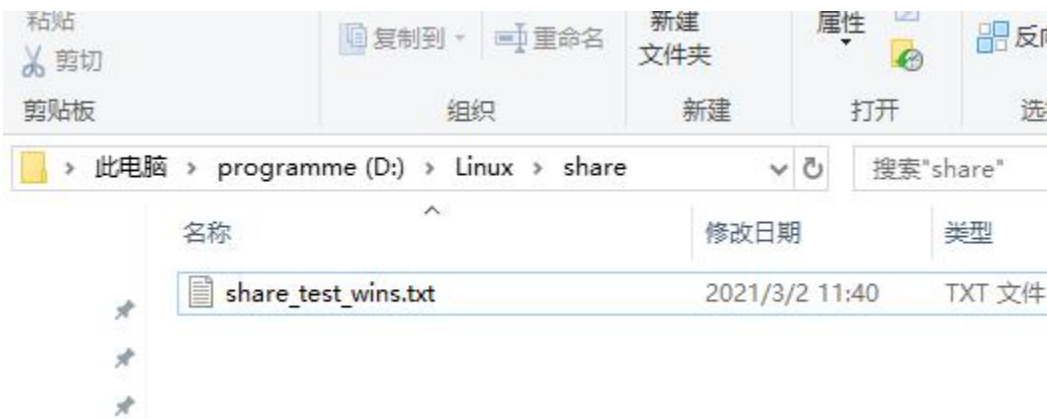 粘贴
剪切
复制到
重命名
新建
文件夹
属性
剪贴板
组织
新建
打开
此电脑 > programme (D:) > Linux > share
搜索"share"
名称
修改日期
类型
share_test_wins.txt
2021/3/2 11:40
TXT 文件